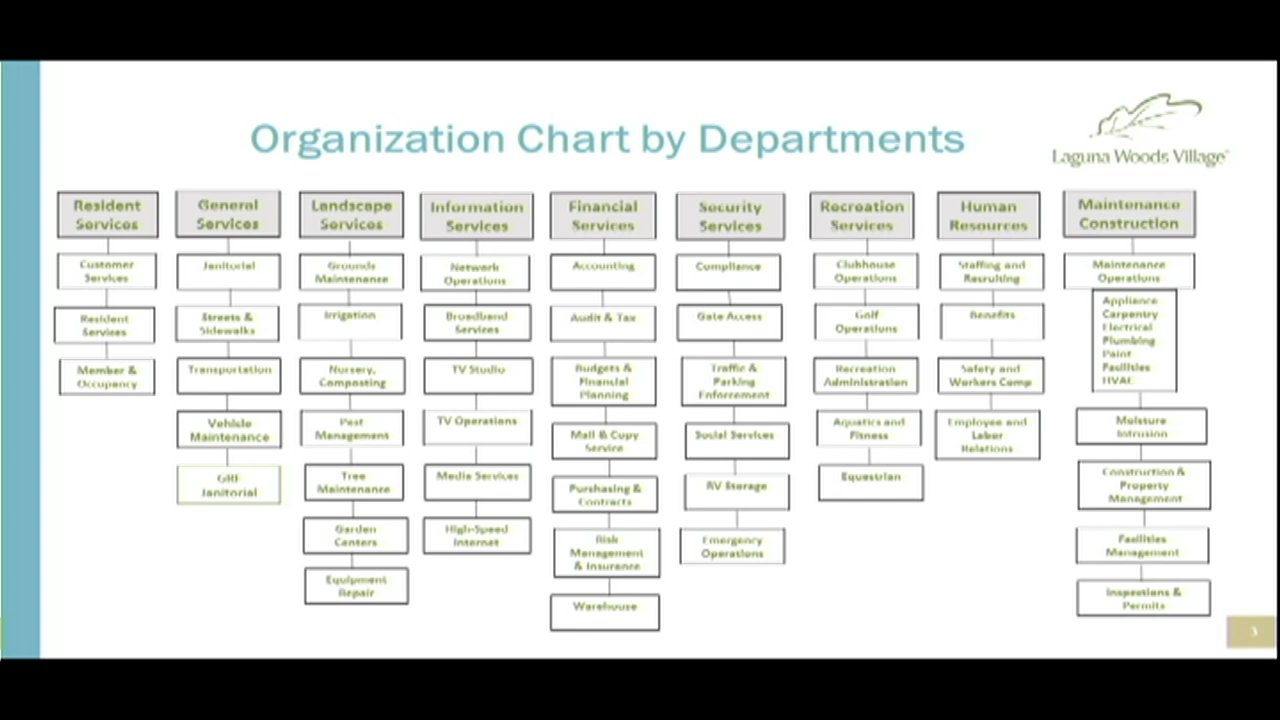 Organization Chart by Departments
Laguna Woods Village
Resident
Services
Customer
Services
Resident
Services
Member &
Occupancy
General
Services
Janitorial
Streets &
Sidewalks
Transportation
Vehicle
Maintenance
GRF
Janitorial
Landscape
Services
Grounds
Maintenance
Irrigation
Nursery,
Composting
Pest
Management
Tree
Maintenance
Garden
Centers
Equipment
Repair
Information
Services
Network
Operations
Broadband
Services
TV Studio
TV Operations
Media Services
High-Speed
Internet
Financial
Services
Accounting
Audit & Tax
Budgets &
Financial
Planning
Mail & Copy
Service
Purchasing &
Contracts
Risk
Management
& Insurance
Warehouse
Security
Services
Compliance
Gate Access
Traffic &
Parking
Enforcement
Social Services
RV Storage
Emergency
Operations
Recreation
Services
Clubhouse
Operations
Golf
Operations
Recreation
Administration
Aquatics and
Fitness
Equestrian
Human
Resources
Staffing and
Recruiting
Benefits
Safety and
Workers Comp
Employee and
Labor
Relations
Maintenance
Construction
Maintenance
Operations
Appliance
Carpentry
Electrical
Plumbing
Paint
Facilities
HVAC
Moisture
Intrusion
Construction &
Property
Management
Facilities
Management
Inspections &
Permits
3